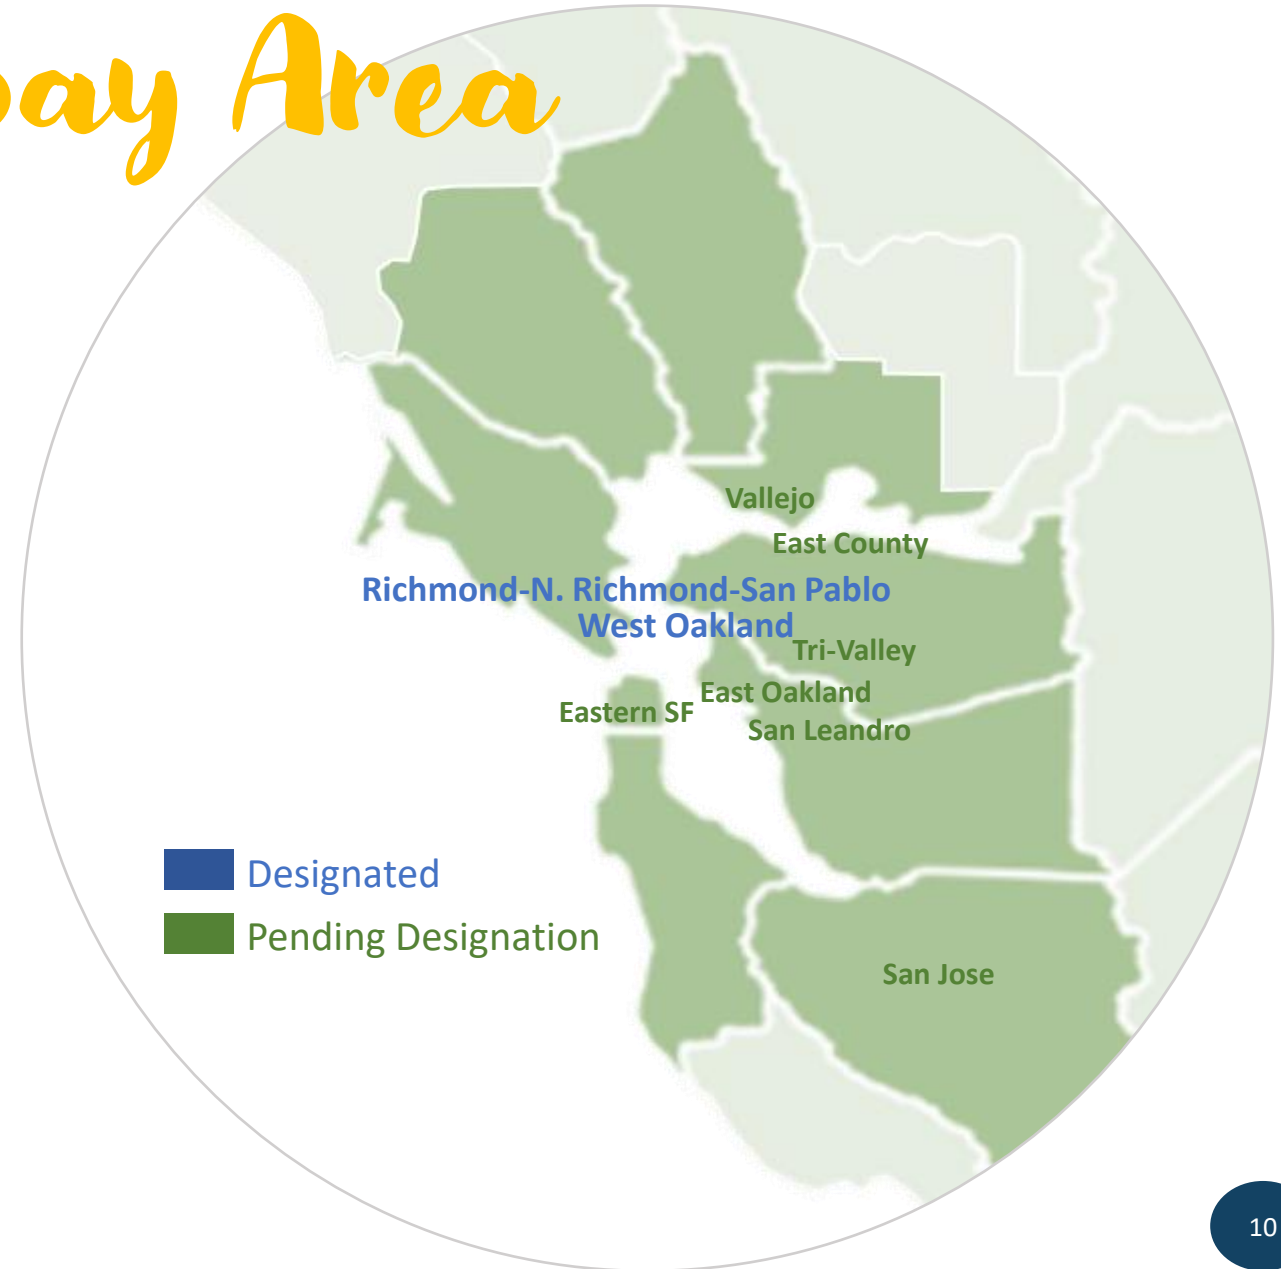 bay Area
Vallejo
East County
Richmond-N. Richmond-San Pablo
West Oakland
Tri-Valley
East Oakland
Eastern SF
San Leandro
Designated
Pending Designation
San Jose
10